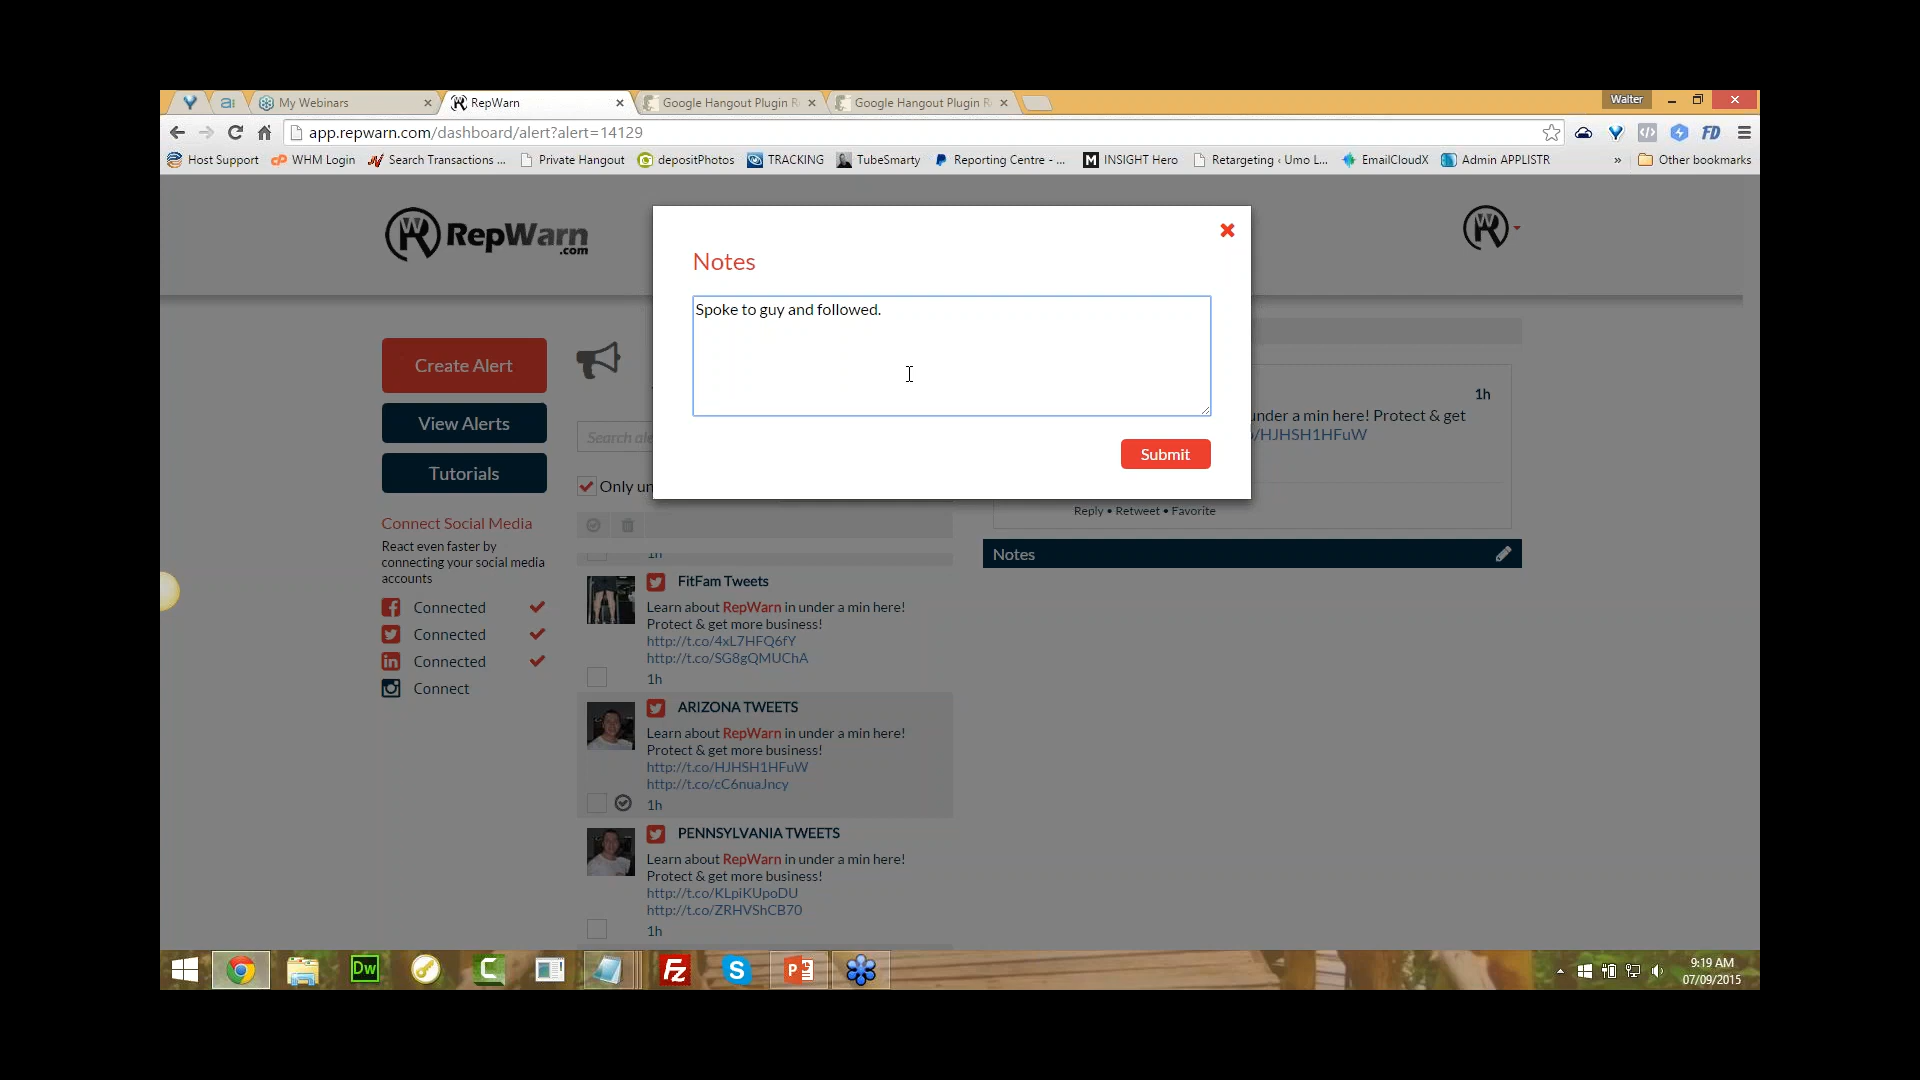 My Webinars
RepWarn
Google Hangout Plugin R
Google Hangout Plugin R
Walter
app.repwarn.com/dashboard/alert?alert=14129
Host Support
WHM Login
Search Transactions ...
Private Hangout
depositPhotos
TRACKING
TubeSmarty
Reporting Centre - ...
INSIGHT Hero
Retargeting ‹ Umo L...
EmailCloudX
Admin APPLISTR
»
Other bookmarks
RepWarn
.com
Notes
Spoke to guy and followed.
Submit
Create Alert
View Alerts
Tutorials
Connect Social Media
React even faster by
connecting your social media
accounts
Connected
Connected
Connected
Connect
Search ale
Only un
1h
FitFam Tweets
Learn about RepWarn in under a min here!
Protect & get more business!
http://t.co/4xL7HFQ6fY
http://t.co/SG8gQMUChA
1h
ARIZONA TWEETS
Learn about RepWarn in under a min here!
Protect & get more business!
http://t.co/HJHSH1HFuW
http://t.co/cC6nuaJncy
1h
PENNSYLVANIA TWEETS
Learn about RepWarn in under a min here!
Protect & get more business!
http://t.co/KLpiKUpoDU
http://t.co/ZRHVShCB70
1h
1h
under a min here! Protect & get
/HJHSH1HFuW
Reply • Retweet • Favorite
Notes
9:19 AM
07/09/2015